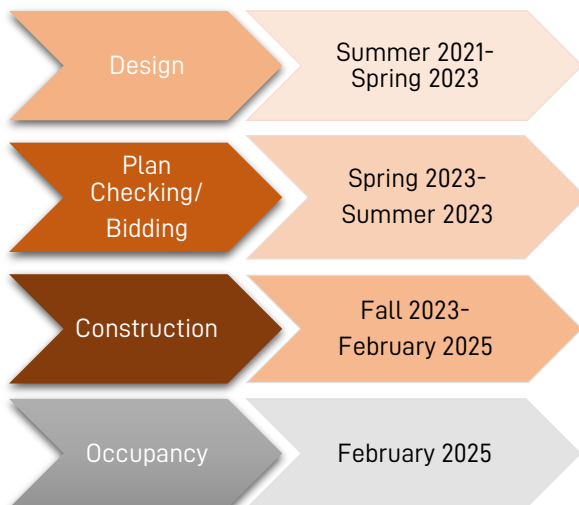 Design
Summer 2021-
Spring 2023
Plan
Checking/
Bidding
Spring 2023-
Summer 2023
Construction
Fall 2023-
February 2025
Occupancy
February 2025